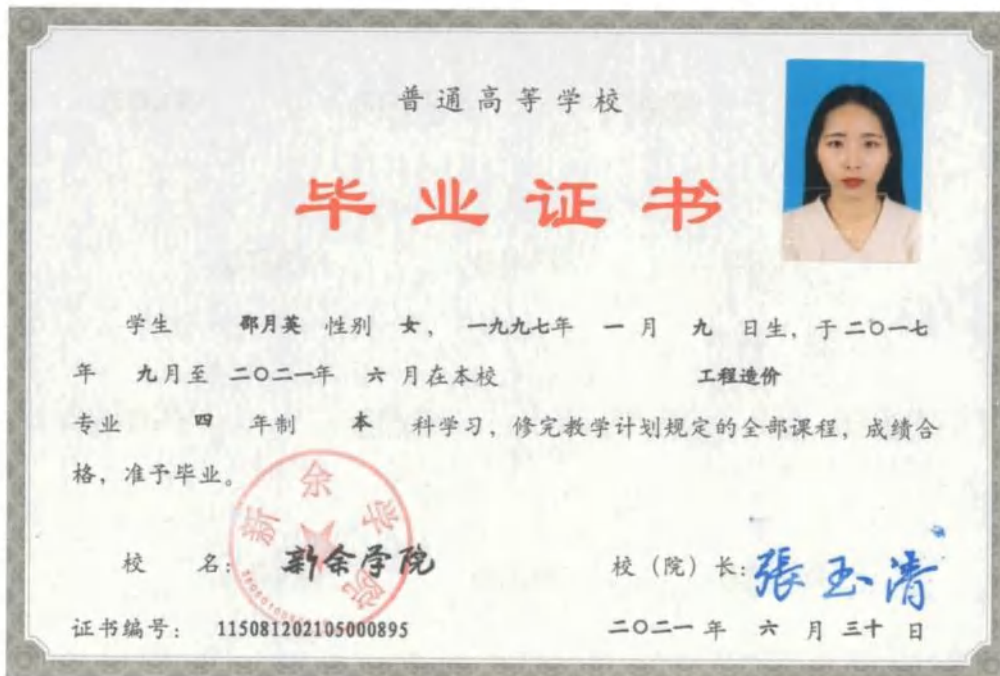 普通高等学校
毕业证书
学生 邵月英 性别 女， 一九九七年 一 月 九 日生，于二〇一七
年 九月至 二〇二一年 六 月在本校 工程造价
专业 四 年制 本 科学习，修完教学计划规定的全部课程，成绩合
格，准予毕业。
新余学院
校 名：新余学院 校（院）长：張玉清
证书编号： 115081202105000895 二〇二一 年 六 月 三十 日